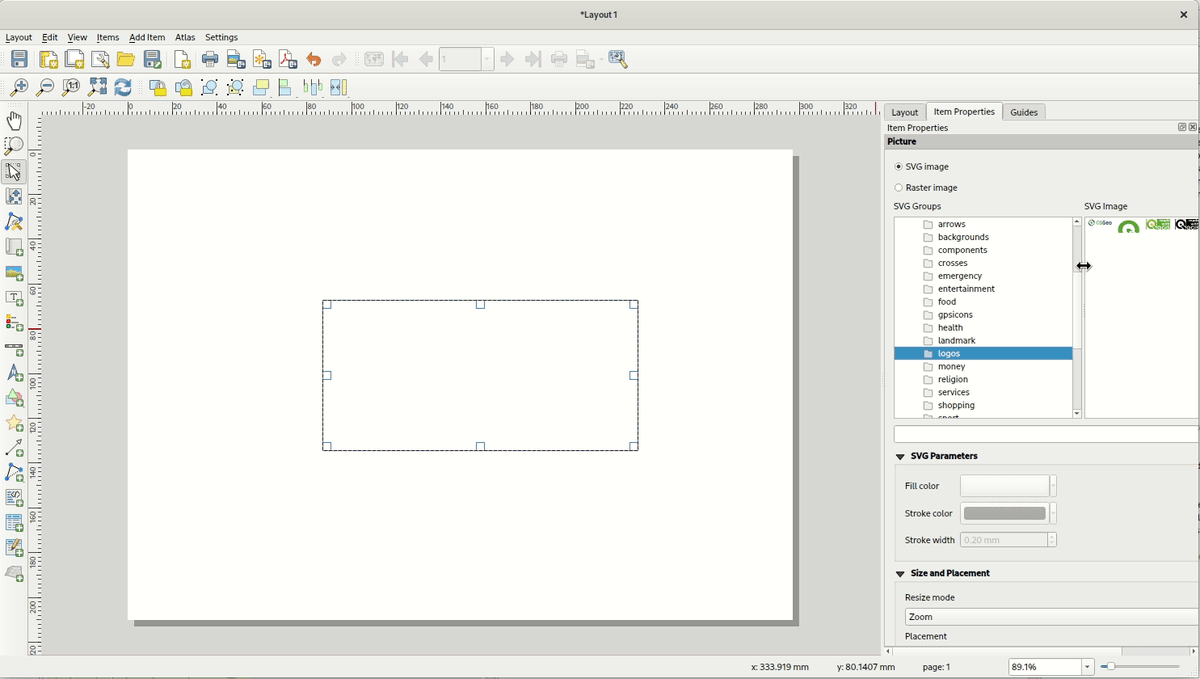 *Layout1
Layout Edit View Items Add Item Atlas Settings
1:1 1
-20 0 20 40 60 80 100 120 140 160 180 200 220 240 260 280 300 320
0
20
40
60
80
100
120
140
160
180
200
Layout Item Properties Guides
Item Properties
Picture
SVG image
Raster image
SVG Groups SVG Image
arrows
backgrounds
components
crosses
emergency
entertainment
food
gpsicons
health
landmark
logos
money
religion
services
shopping
SVG Parameters
Fill color
Stroke color
Stroke width 0.20 mm
Size and Placement
Resize mode
Zoom
Placement
x: 333.919 mm y: 80.1407 mm page: 1 89.1%